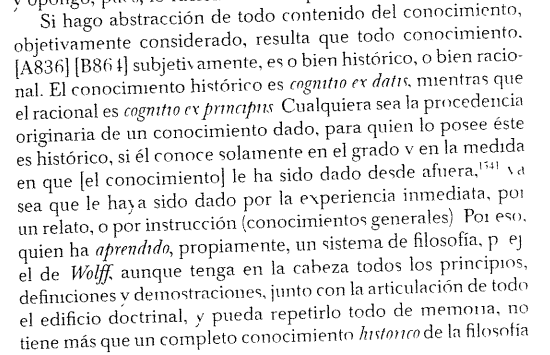 Si hago abstracción de todo contenido del conocimiento,
objetivamente considerado, resulta que todo conocimiento,
[A836] [B864] subjetivamente, es o bien histórico, o bien racio-
nal. El conocimiento histórico es cognitio ex datis, mientras que
el racional es cognitio ex principiis Cualquiera sea la procedencia
originaria de un conocimiento dado, para quien lo posee éste
es histórico, si él conoce solamente en el grado y en la medida
en que [el conocimiento] le ha sido dado desde afuera,1541 ya
sea que le haya sido dado por la experiencia inmediata, por
un relato, o por instrucción (conocimientos generales) Por eso,
quien ha aprendido, propiamente, un sistema de filosofía, p ej
el de Wolff, aunque tenga en la cabeza todos los principios,
definiciones y demostraciones, junto con la articulación de todo
el edificio doctrinal, y pueda repetirlo todo de memoria, no
tiene más que un completo conocimiento histórico de la filosofía